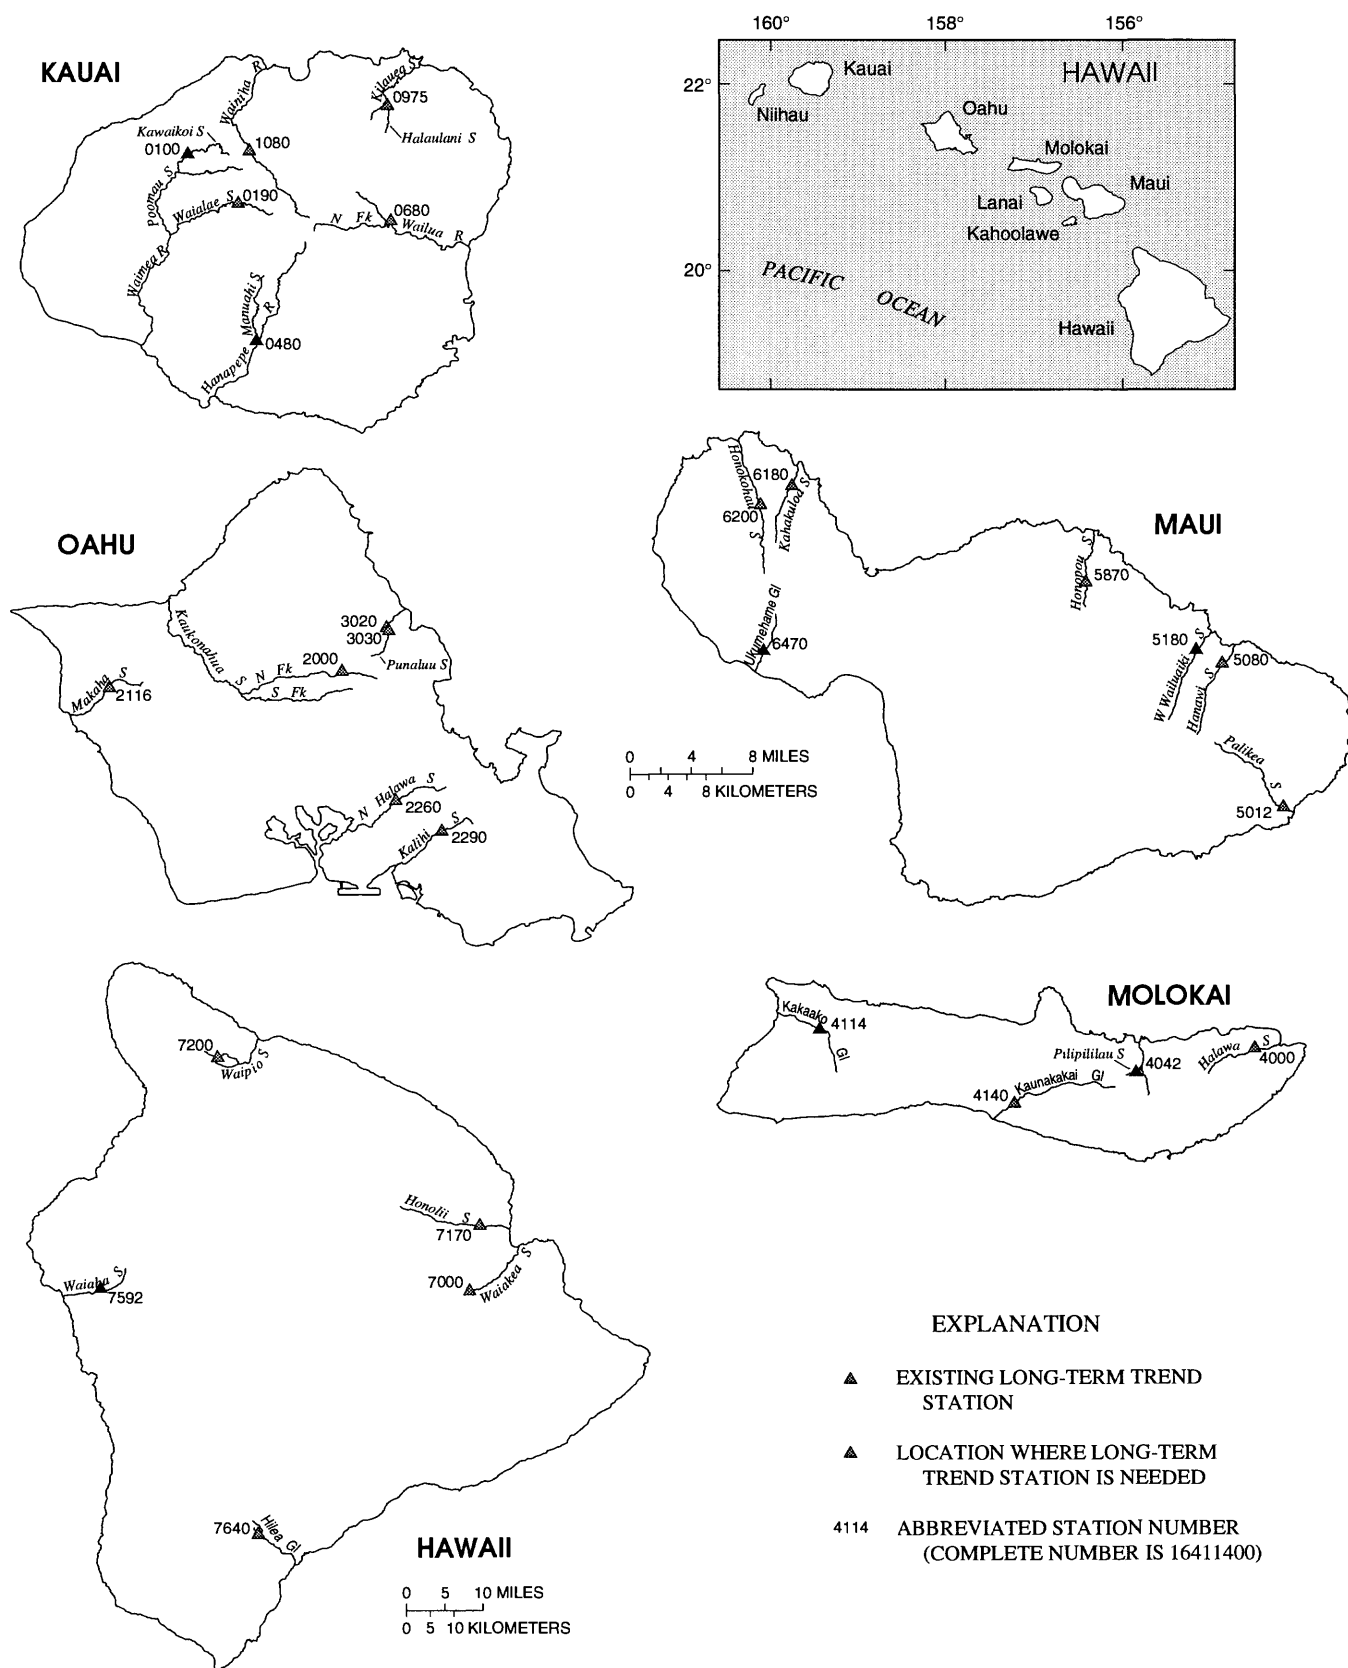 KAUAI
Wainiha R
Kilaueg S
0975
Halaulani S
Kawaikoi S
0100
1080
Poomau S
Waialae S
0190
0680
N Fk Wailua R
Waimea R
Manuahi S
Hanapepe R
0480
160° 158° 156°
22°
20°
HAWAII
Kauai
Niihau
Oahu
Molokai
Lanai
Maui
Kahoolawe
Hawaii
PACIFIC OCEAN
OAHU
Kaukonahua S
3020
3030
Punaluu S
2000
N Fk
S Fk
Makaha S
2116
N Halawa S
2260
Kalihi S
2290
MAUI
Honokohau S
6180
6200
Kahakulod S
Ukumehame Gl
6470
Honopou S
5870
5180
W Wailuaiki S
5080
Hanawi S
Palikea S
5012
0 4 8 MILES
0 4 8 KILOMETERS
MOLOKAI
Kakaako Gl
4114
Pilipililau S
4042
Halawa S
4000
Kaunakakai Gl
4140
7200
Waipio S
Honolii S
7170
7000
Waiakea S
Waiaha S
7592
7640
Hilea Gl
HAWAII
0 5 10 MILES
0 5 10 KILOMETERS
EXPLANATION
EXISTING LONG-TERM TREND
STATION
LOCATION WHERE LONG-TERM
TREND STATION IS NEEDED
4114 ABBREVIATED STATION NUMBER
(COMPLETE NUMBER IS 16411400)